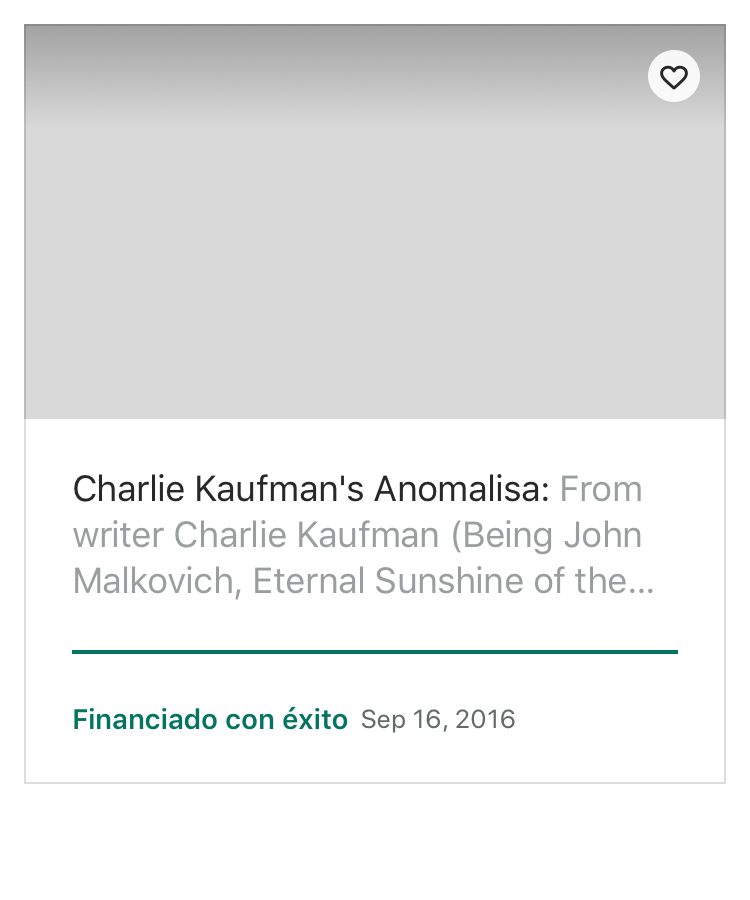 Charlie Kaufman's Anomalisa: From
writer Charlie Kaufman (Being John
Malkovich, Eternal Sunshine of the...
Financiado con éxito Sep 16, 2016